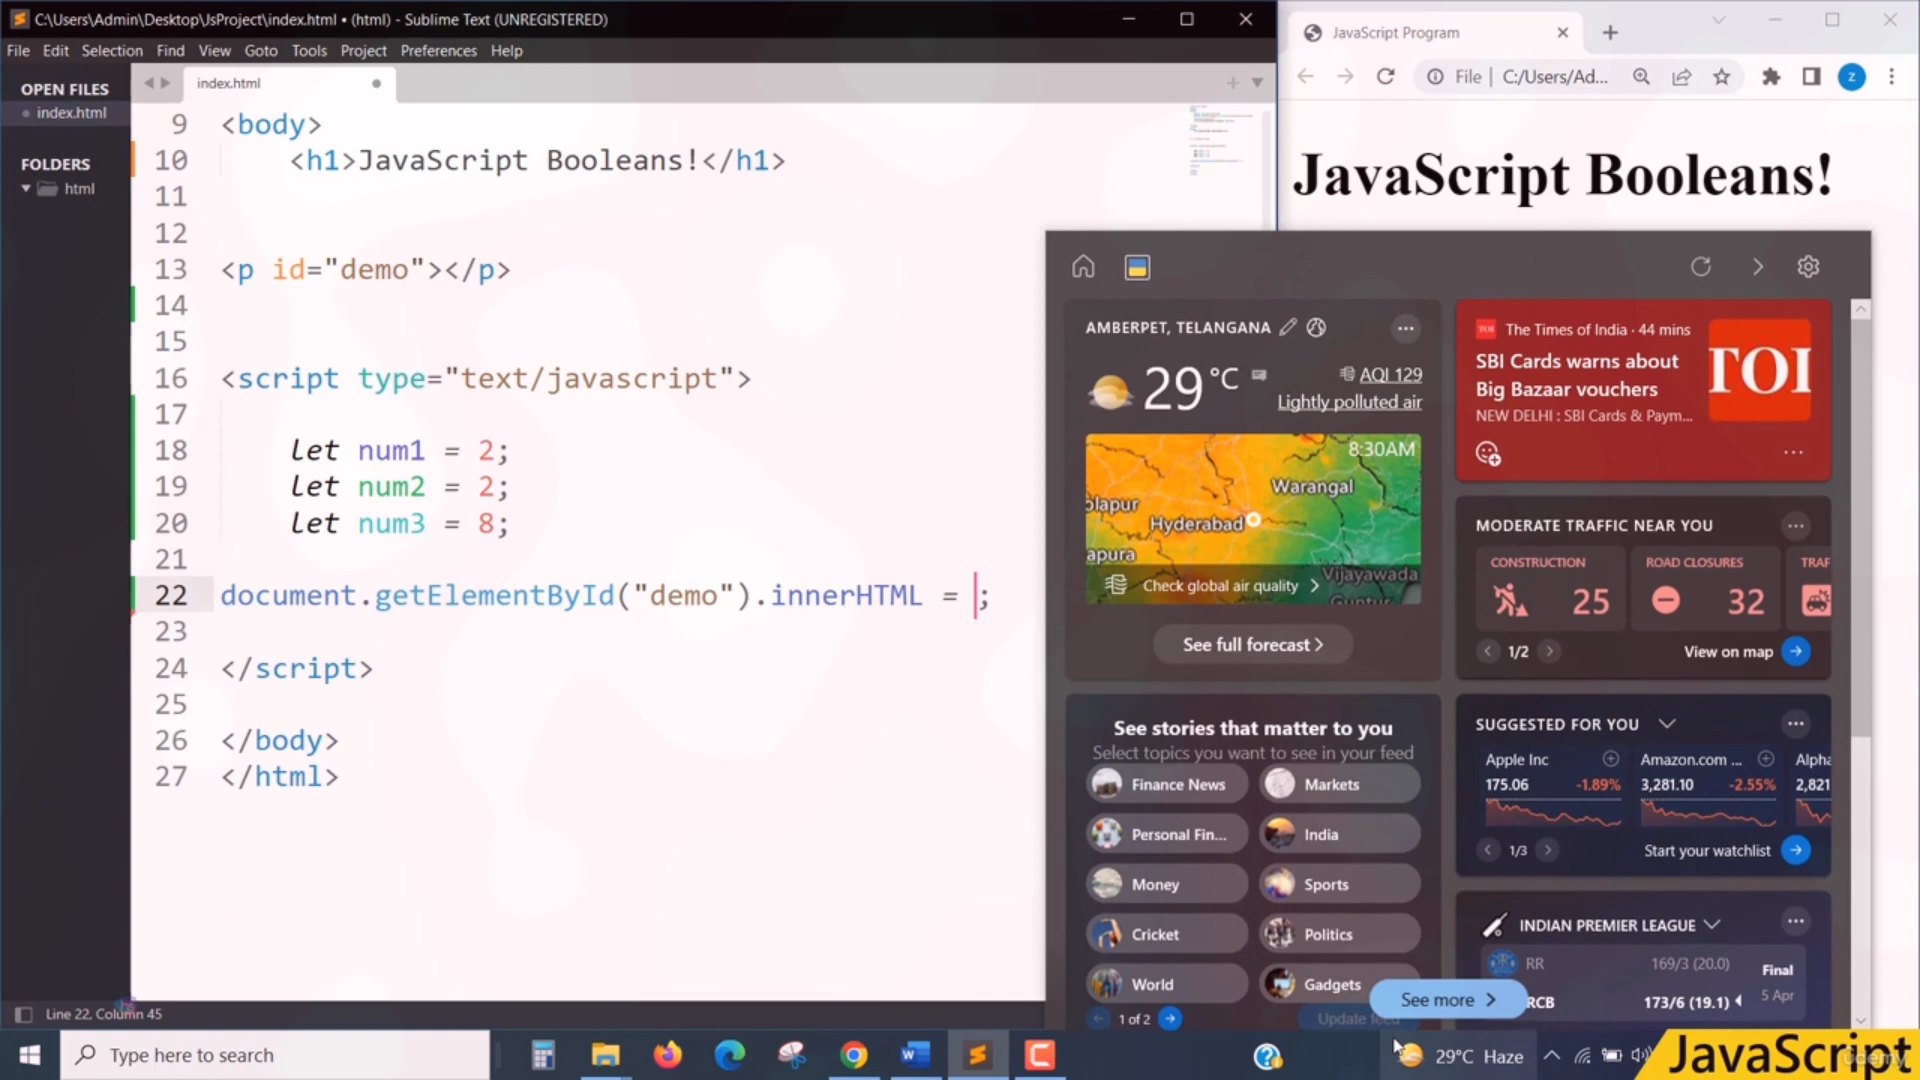 C:\Users\Admin\Desktop\JsProject\index.html • (html) - Sublime Text (UNREGISTERED)
File Edit Selection Find View Goto Tools Project Preferences Help
OPEN FILES
index.html
FOLDERS
html
index.html
9 <body>
10 <h1>JavaScript Booleans!</h1>
11
12
13 <p id="demo"></p>
14
15
16 <script type="text/javascript">
17
18 let num1 = 2;
19 let num2 = 2;
20 let num3 = 8;
21
22 document.getElementById("demo").innerHTML = ;
23
24 </script>
25
26 </body>
27 </html>
Line 22, Column 45
JavaScript Program
File | C:/Users/Ad...
z
JavaScript Booleans!
AMBERPET, TELANGANA
29 °C
AQI 129
Lightly polluted air
8:30AM
Warangal
olapur
Hyderabad
apura
Vijayawada
Guntur
Check global air quality
See full forecast
See stories that matter to you
Select topics you want to see in your feed
Finance News Markets
Personal Fin... India
Money Sports
Cricket Politics
World Gadgets
1 of 2
Update feed
TOI The Times of India · 44 mins
SBI Cards warns about
Big Bazaar vouchers
NEW DELHI : SBI Cards & Paym...
TOI
MODERATE TRAFFIC NEAR YOU
CONSTRUCTION ROAD CLOSURES TRAF
25 32
1/2 View on map
SUGGESTED FOR YOU
Apple Inc Amazon.com ... Alpha
175.06 -1.89% 3,281.10 -2.55% 2,821
1/3 Start your watchlist
INDIAN PREMIER LEAGUE
RR 169/3 (20.0) Final
RCB 173/6 (19.1) 5 Apr
See more
Type here to search
29°C Haze
JavaScript
udemy